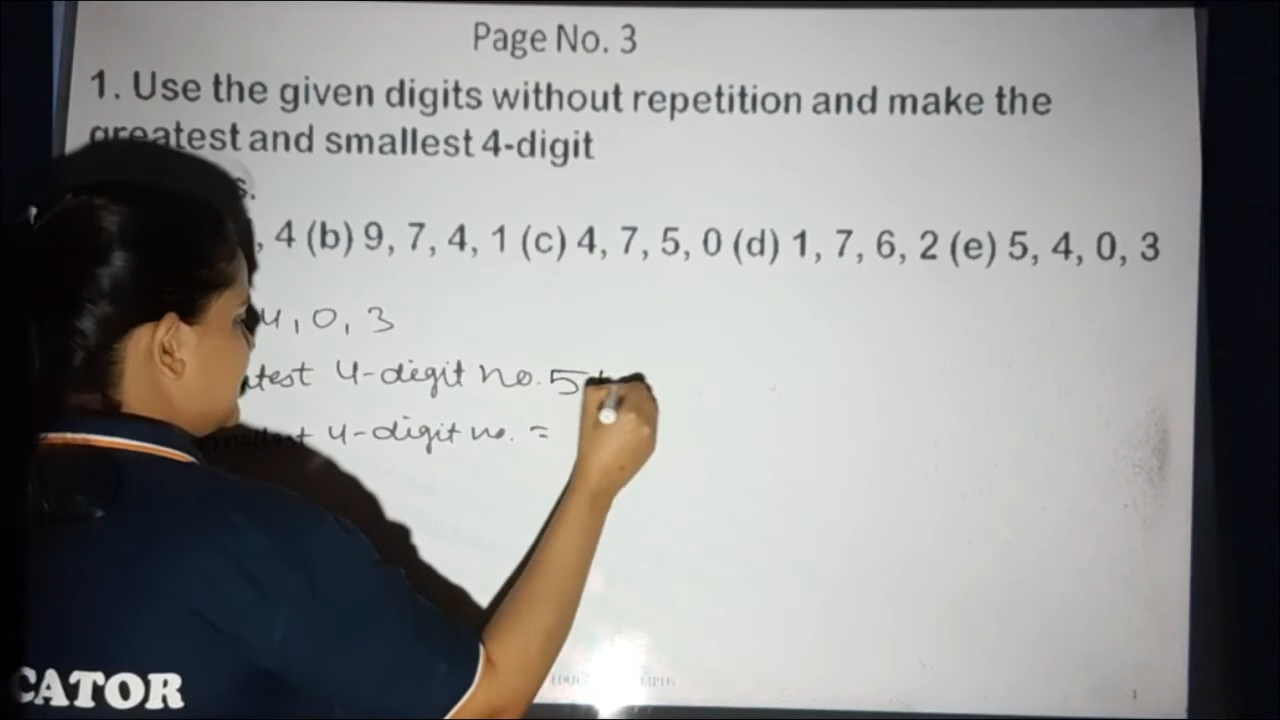 Page No. 3
1. Use the given digits without repetition and make the
greatest and smallest 4-digit
s.
, 4 (b) 9, 7, 4, 1 (c) 4, 7, 5, 0 (d) 1, 7, 6, 2 (e) 5, 4, 0, 3
4, 0, 3
atest 4-digit no. 5
4-digit no. =
CATOR
1